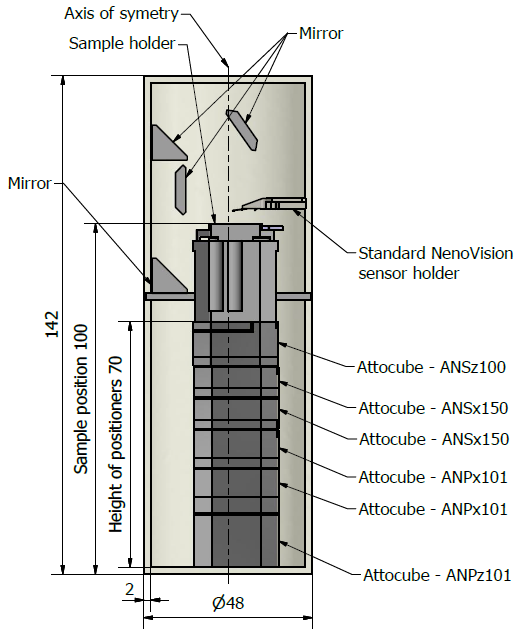 Axis of symetry
Sample holder
Mirror
Mirror
Standard NenoVision
sensor holder
142
Sample position 100
Height of positioners 70
Attocube - ANSz100
Attocube - ANSx150
Attocube - ANSx150
Attocube - ANPx101
Attocube - ANPx101
Attocube - ANPz101
2
Ø48